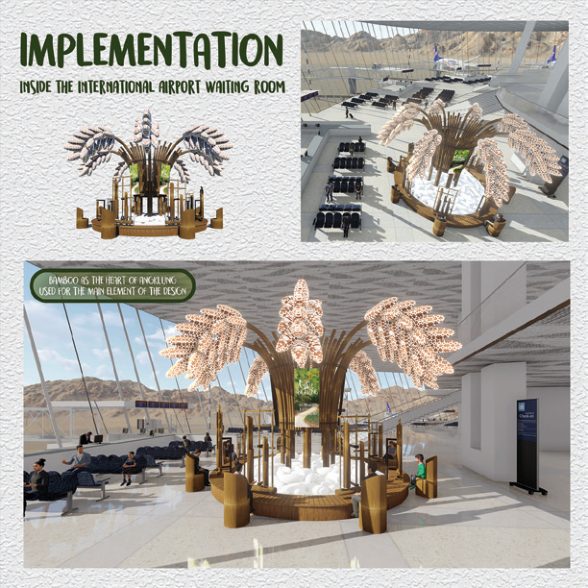 IMPLEMENTATION
INSIDE THE INTERNATIONAL AIRPORT WAITING ROOM
BAMBOO AS THE HEART OF ANGKLUNG
USED FOR THE MAIN ELEMENT OF THE DESIGN